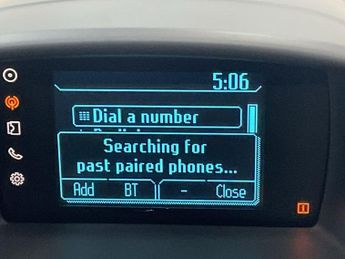 5:06
Dial a number
Searching for
past paired phones...
Add BT - Close